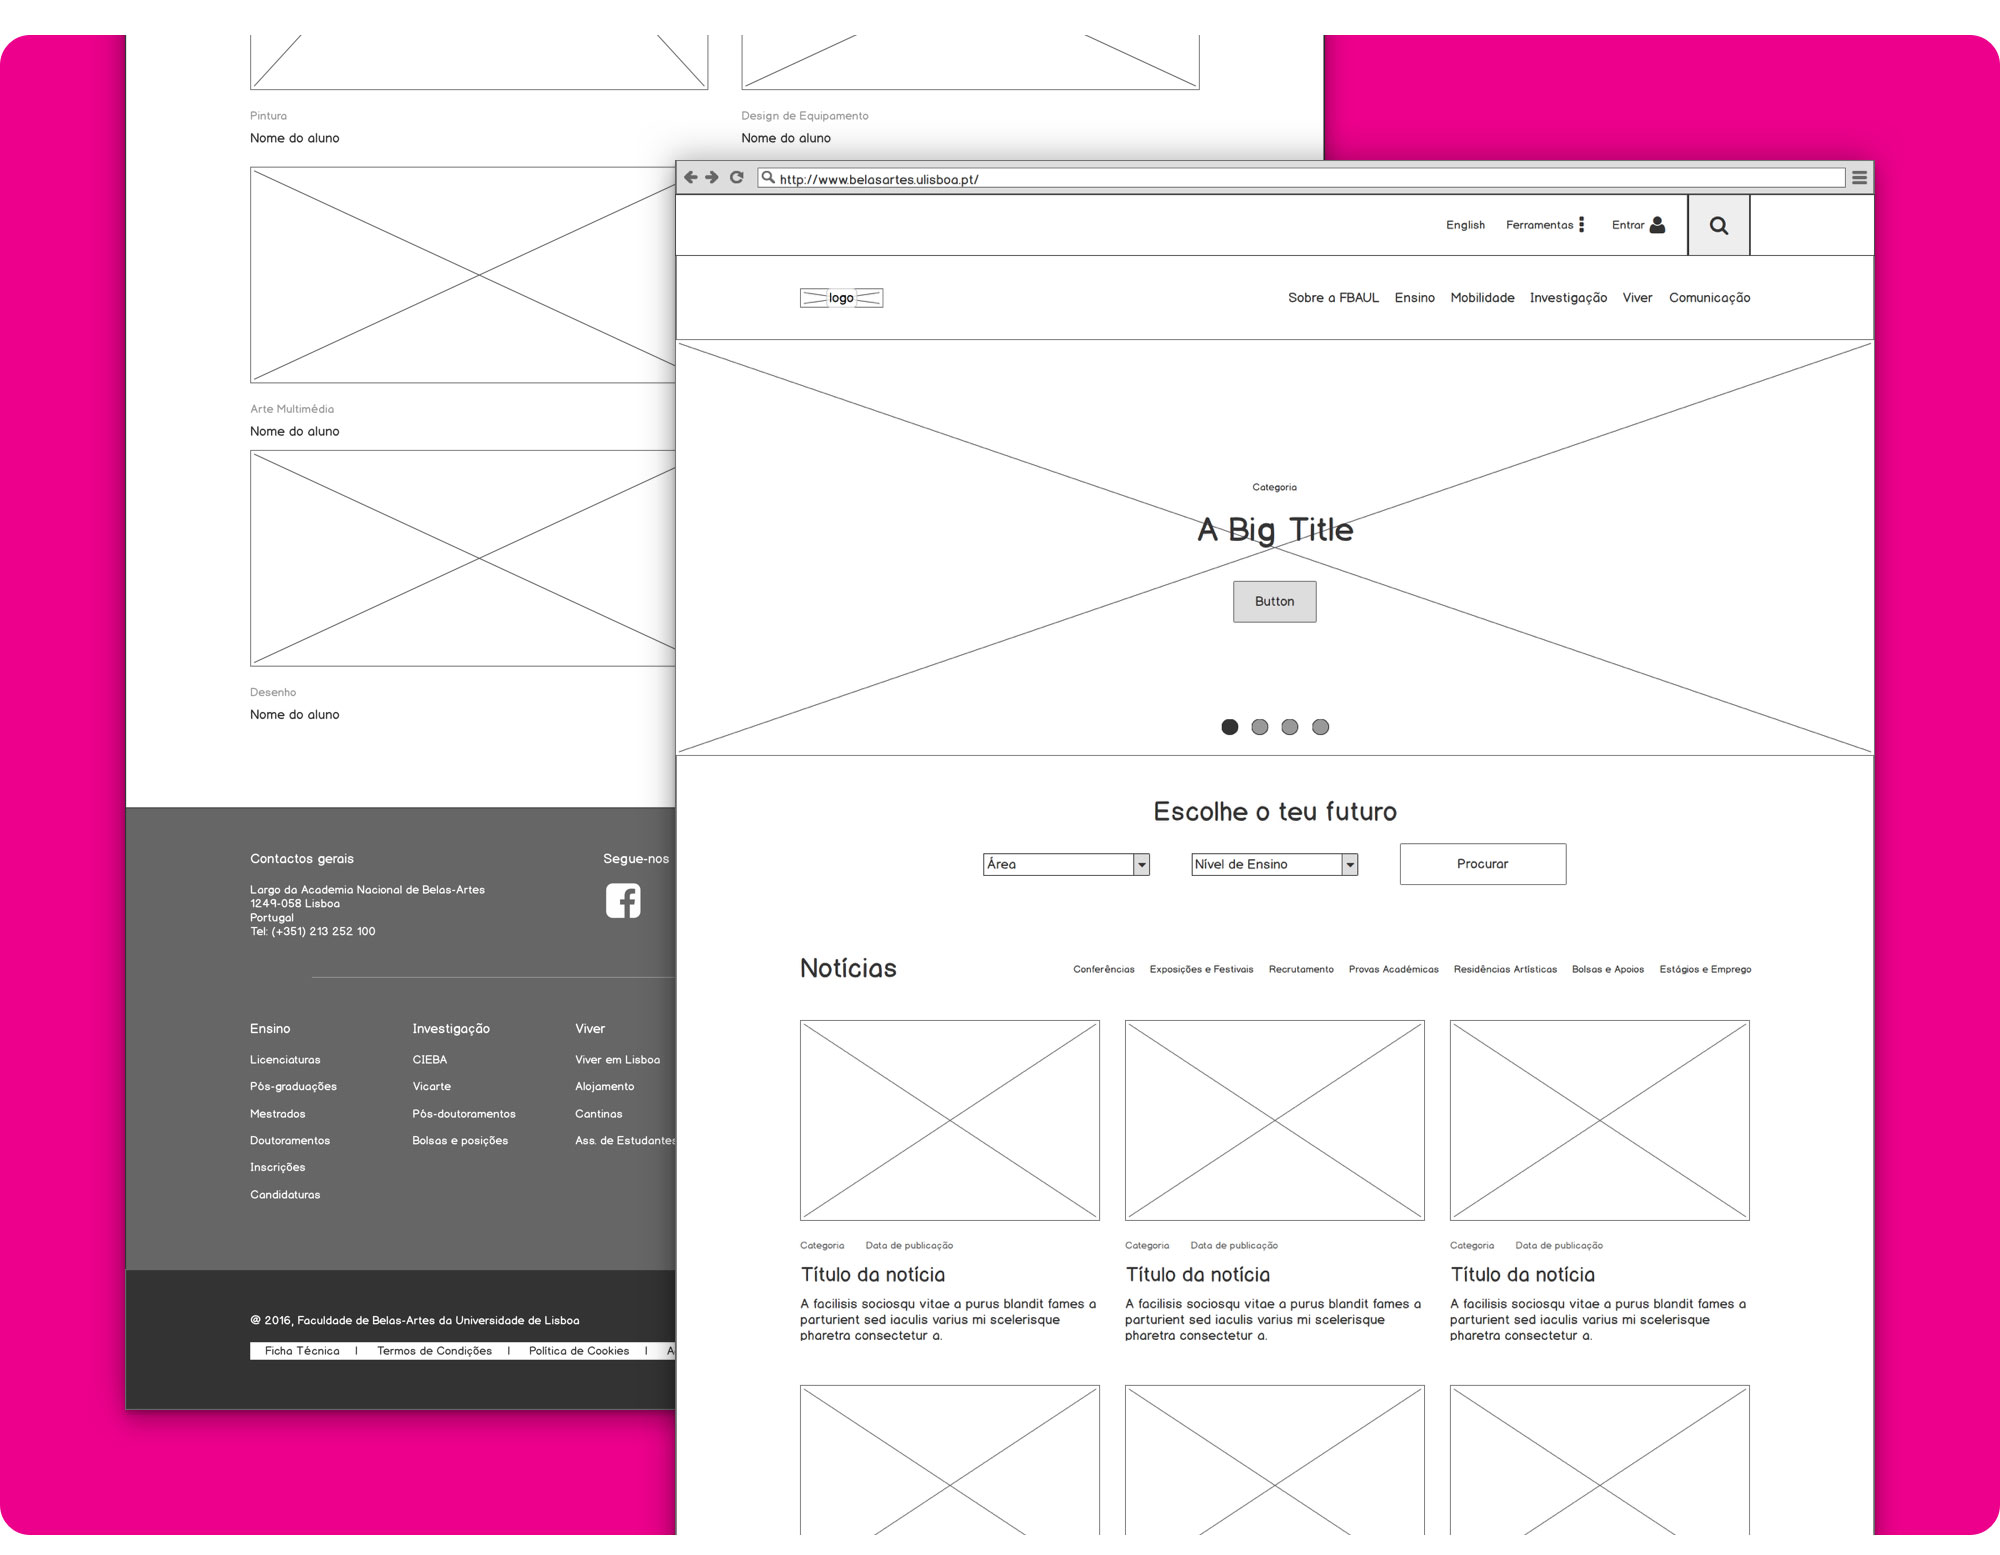 Pintura
Nome do aluno
Design de Equipamento
Nome do aluno
Arte Multimédia
Nome do aluno
Desenho
Nome do aluno
Contactos gerais
Largo da Academia Nacional de Belas-Artes
1249-058 Lisboa
Portugal
Tel: (+351) 213 252 100
Segue-nos
Ensino
Licenciaturas
Pós-graduações
Mestrados
Doutoramentos
Inscrições
Candidaturas
Investigação
CIEBA
Vicarte
Pós-doutoramentos
Bolsas e posições
Viver
Viver em Lisboa
Alojamento
Cantinas
Ass. de Estudantes
@ 2016, Faculdade de Belas-Artes da Universidade de Lisboa
Ficha Técnica | Termos de Condições | Política de Cookies |
http://www.belasartes.ulisboa.pt/
English Ferramentas Entrar
logo
Sobre a FBAUL Ensino Mobilidade Investigação Viver Comunicação
Categoria
A Big Title
Button
Escolhe o teu futuro
Área Nível de Ensino Procurar
Notícias
Conferências Exposições e Festivais Recrutamento Provas Académicas Residências Artísticas Bolsas e Apoios Estágios e Emprego
Categoria Data de publicação
Título da notícia
A facilisis sociosqu vitae a purus blandit fames a
parturient sed iaculis varius mi scelerisque
pharetra consectetur a.
Categoria Data de publicação
Título da notícia
A facilisis sociosqu vitae a purus blandit fames a
parturient sed iaculis varius mi scelerisque
pharetra consectetur a.
Categoria Data de publicação
Título da notícia
A facilisis sociosqu vitae a purus blandit fames a
parturient sed iaculis varius mi scelerisque
pharetra consectetur a.